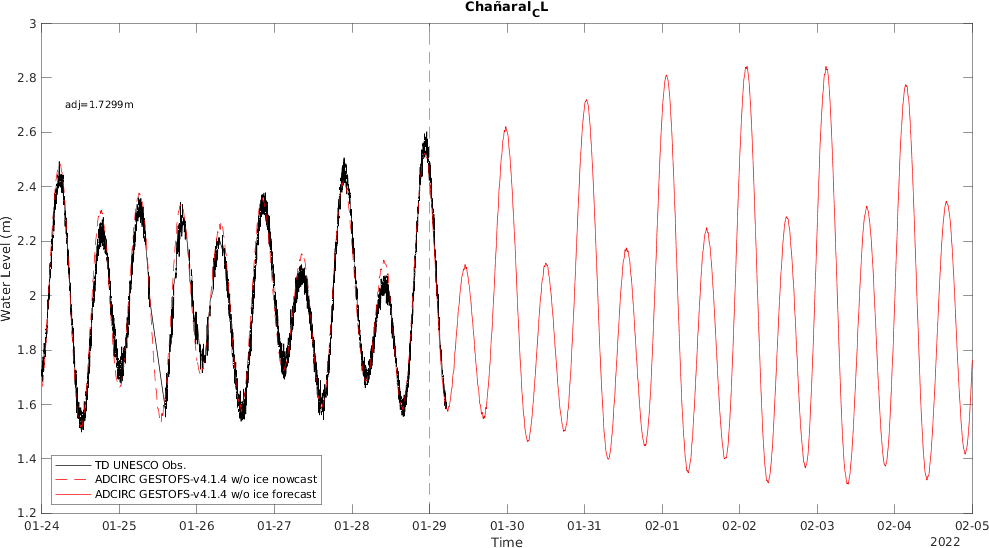 Chañaral_CL
3
2.8
adj=1.7299m
2.6
2.4
2.2
Water Level (m)
2
1.8
1.6
1.4
1.2
TD UNESCO Obs.
ADCIRC GESTOFS-v4.1.4 w/o ice nowcast
ADCIRC GESTOFS-v4.1.4 w/o ice forecast
01-24 01-25 01-26 01-27 01-28 01-29 01-30 01-31 02-01 02-02 02-03 02-04 02-05
Time
2022